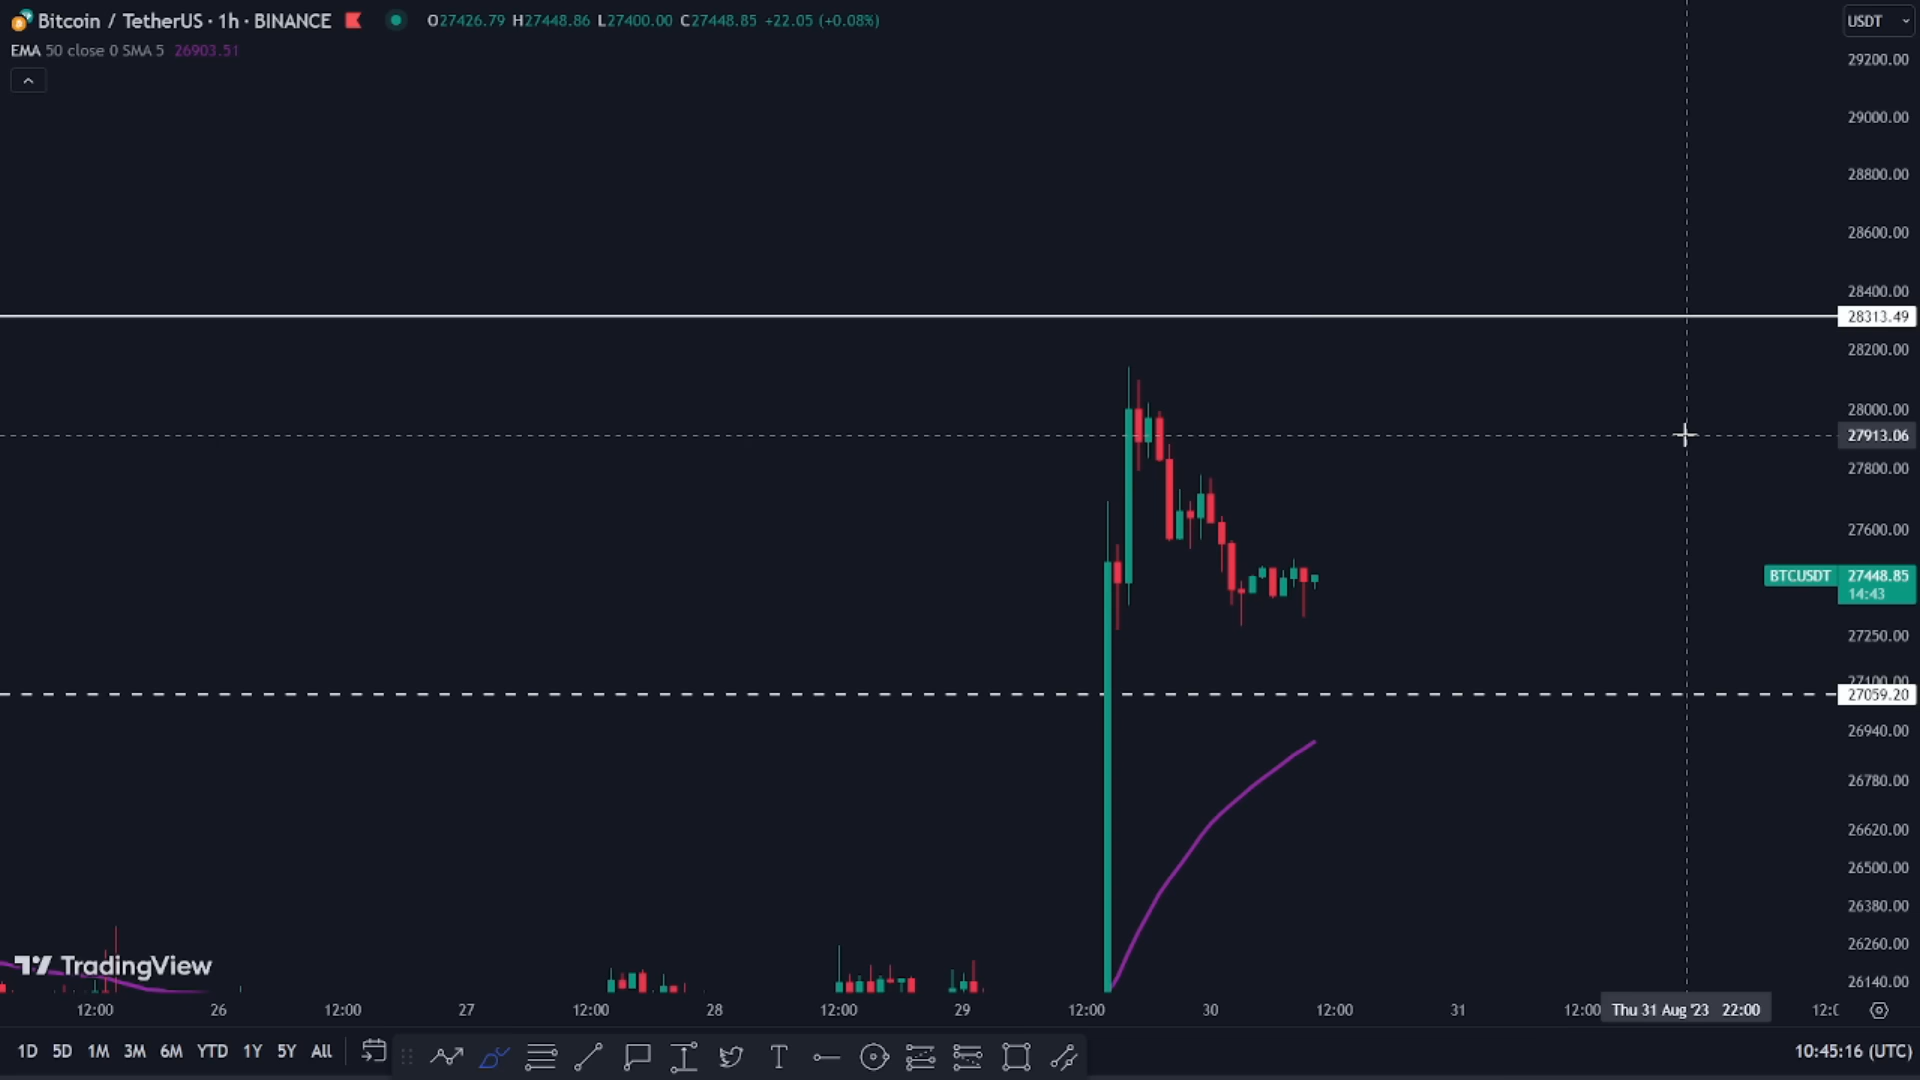 Bitcoin / TetherUS · 1h · BINANCE O27426.79 H27448.86 L27400.00 C27448.85 +22.05 (+0.08%)
USDT
EMA 50 close 0 SMA 5 26903.51
29200.00
29000.00
28800.00
28600.00
28400.00
28313.49
28200.00
28000.00
27913.06
27800.00
27600.00
BTCUSDT 27448.85
14:43
27250.00
27100.00
27059.20
26940.00
26780.00
26620.00
26500.00
26380.00
26260.00
TradingView
26140.00
12:00 26 12:00 27 12:00 28 12:00 29 12:00 30 12:00 31 12:00 Thu 31 Aug '23 22:00
1D 5D 1M 3M 6M YTD 1Y 5Y All
10:45:16 (UTC)